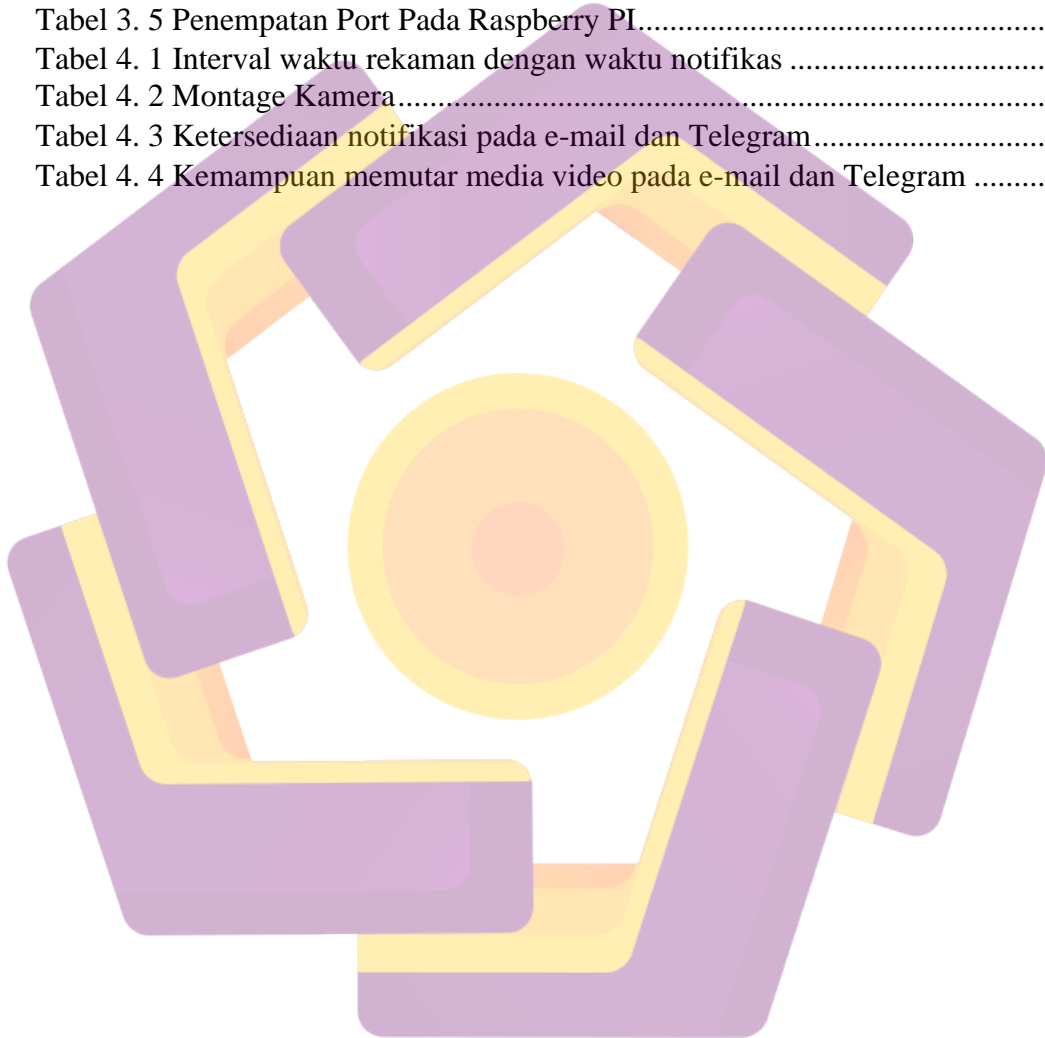 Tabel 3. 5 Penempatan Port Pada Raspberry PI.....................................................
Tabel 4. 1 Interval waktu rekaman dengan waktu notifikas .................................
Tabel 4. 2 Montage Kamera..................................................................................
Tabel 4. 3 Ketersediaan notifikasi pada e-mail dan Telegram..............................
Tabel 4. 4 Kemampuan memutar media video pada e-mail dan Telegram .........